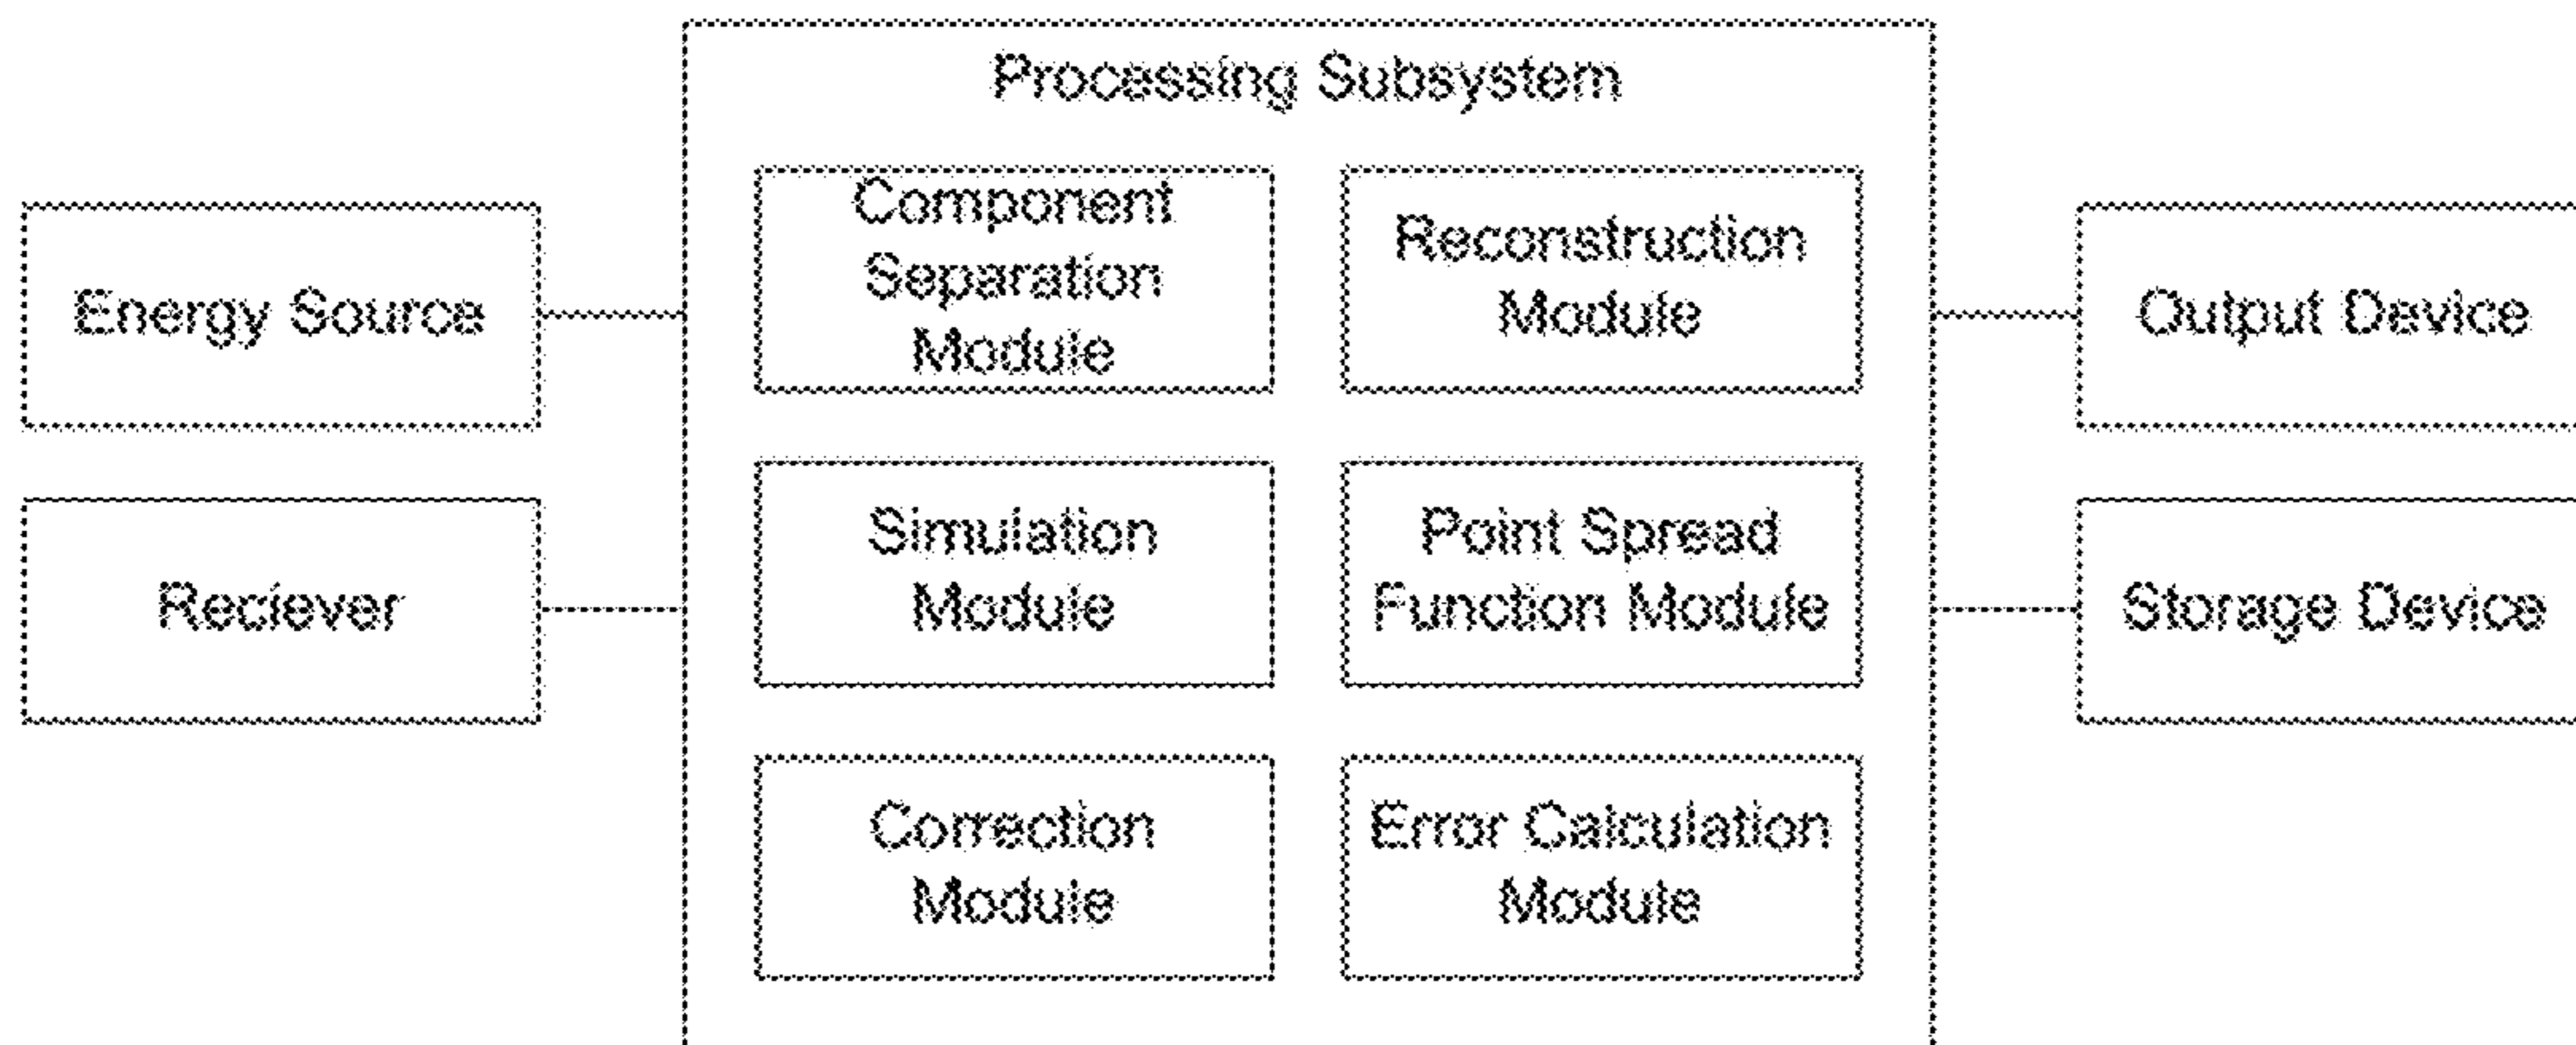 Processing Subsystem
Energy Source
Reciever
Component
Separation
Module
Reconstruction
Module
Simulation
Module
Point Spread
Function Module
Correction
Module
Error Calculation
Module
Output Device
Storage Device